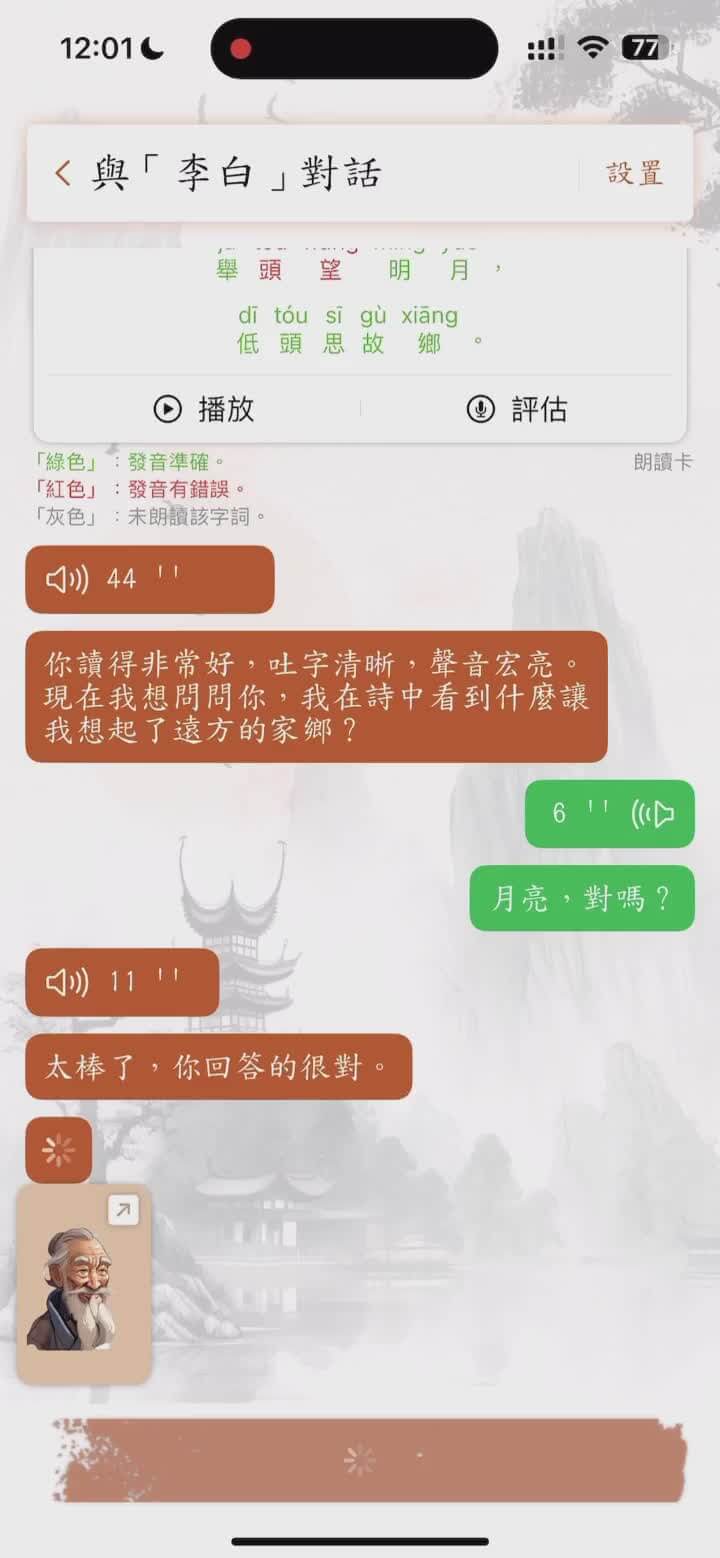 12:01
77
與「李白」對話
設置
舉頭望明月，
dī tóu sī gù xiāng
低頭思故鄉。
播放
評估
「綠色」：發音準確。
朗讀卡
「紅色」：發音有錯誤。
「灰色」：未朗讀該字詞。
44 ''
你讀得非常好，吐字清晰，聲音宏亮。
現在我想問問你，我在詩中看到什麼讓
我想起了遠方的家鄉？
6 ''
月亮，對嗎？
11 ''
太棒了，你回答的很對。